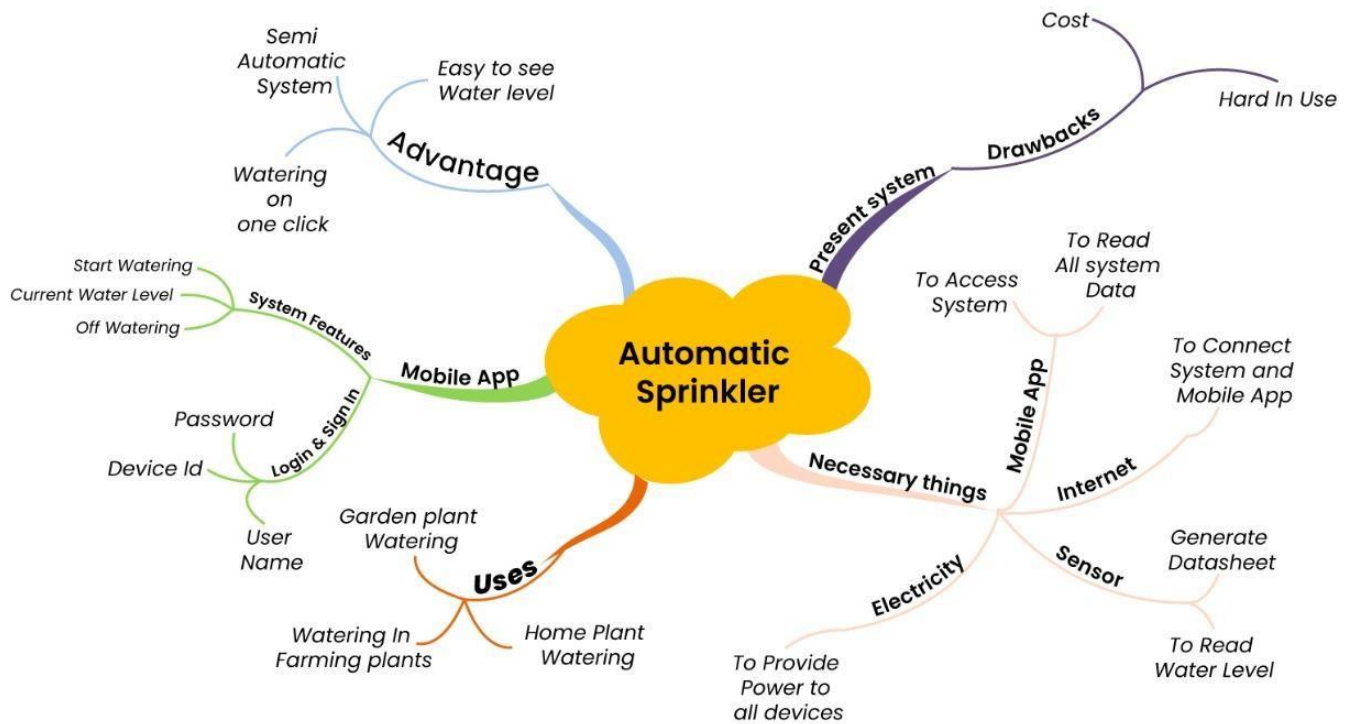 Automatic
Sprinkler
Advantage
Semi
Automatic
System
Easy to see
Water level
Watering
on
one click
Mobile App
System Features
Start Watering
Current Water Level
Off Watering
Login & Sign In
Password
Device Id
User
Name
Uses
Garden plant
Watering
Watering In
Farming plants
Home Plant
Watering
Present system
Drawbacks
Cost
Hard In Use
Necessary things
Mobile App
To Access
System
To Read
All system
Data
Internet
To Connect
System and
Mobile App
Sensor
Generate
Datasheet
To Read
Water Level
Electricity
To Provide
Power to
all devices